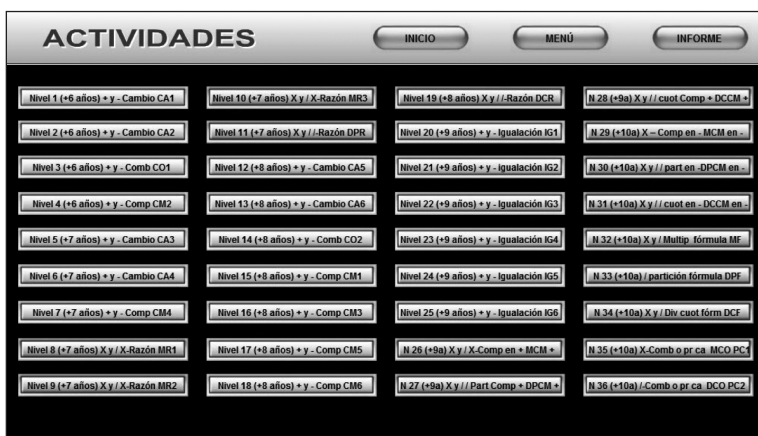 ACTIVIDADES
INICIO
MENÚ
INFORME
Nivel 1 (+6 años) + y - Cambio CA1
Nivel 2 (+6 años) + y - Cambio CA2
Nivel 3 (+6 años) + y - Comb CO1
Nivel 4 (+6 años) + y - Comp CM2
Nivel 5 (+7 años) + y - Cambio CA3
Nivel 6 (+7 años) + y - Cambio CA4
Nivel 7 (+7 años) + y - Comp CM4
Nivel 8 (+7 años) X y / X-Razón MR1
Nivel 9 (+7 años) X y / X-Razón MR2
Nivel 10 (+7 años) X y / X-Razón MR3
Nivel 11 (+7 años) X y / /-Razón DPR
Nivel 12 (+8 años) + y - Cambio CA5
Nivel 13 (+8 años) + y - Cambio CA6
Nivel 14 (+8 años) + y - Comb CO2
Nivel 15 (+8 años) + y - Comp CM1
Nivel 16 (+8 años) + y - Comp CM3
Nivel 17 (+8 años) + y - Comp CM5
Nivel 18 (+8 años) + y - Comp CM6
Nivel 19 (+8 años) X y / /-Razón DCR
Nivel 20 (+9 años) + y - Igualación IG1
Nivel 21 (+9 años) + y - igualación IG2
Nivel 22 (+9 años) + y - Igualación IG3
Nivel 23 (+9 años) + y - Igualación IG4
Nivel 24 (+9 años) + y - Igualación IG5
Nivel 25 (+9 años) + y - Igualación IG6
N 26 (+9a) X y / X-Comp en + MCM +
N 27 (+9a) X y / / Part Comp + DPCM +
N 28 (+9a) X y / / cuot Comp + DCCM +
N 29 (+10a) X – Comp en - MCM en -
N 30 (+10a) X y / / part en -DPCM en -
N 31 (+10a) X y / / cuot en - DCCM en -
N 32 (+10a) X y / Multip fórmula MF
N 33 (+10a) / partición fórmula DPF
N 34 (+10a) X y / Div cuot fórm DCF
N 35 (+10a) X-Comb o pr ca MCO PC1
N 36 (+10a) /-Comb o pr ca DCO PC2